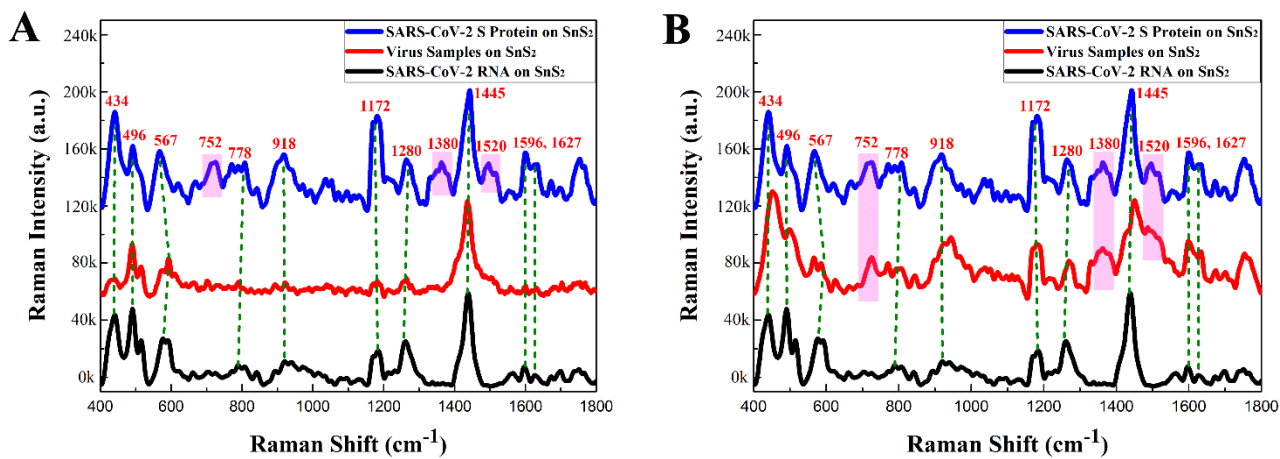 A
SARS-CoV-2 S Protein on SnS₂
Virus Samples on SnS₂
SARS-CoV-2 RNA on SnS₂
240k
200k
160k
120k
80k
40k
0k
Raman Intensity (a.u.)
434
496
567
752
778
918
1172
1280
1380
1445
1520
1596, 1627
400
600
800
1000
1200
1400
1600
1800
Raman Shift (cm⁻¹)
B
SARS-CoV-2 S Protein on SnS₂
Virus Samples on SnS₂
SARS-CoV-2 RNA on SnS₂
240k
200k
160k
120k
80k
40k
0k
Raman Intensity (a.u.)
434
496
567
752
778
918
1172
1280
1380
1445
1520
1596, 1627
400
600
800
1000
1200
1400
1600
1800
Raman Shift (cm⁻¹)